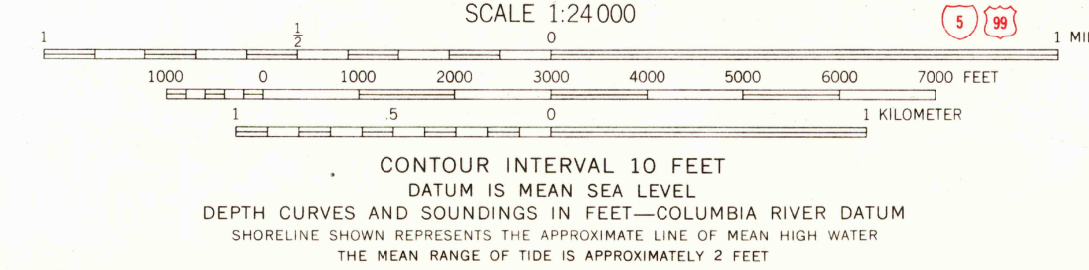 SCALE 1:24 000
5 99
1 1/2 0 1 MI
1000 0 1000 2000 3000 4000 5000 6000 7000 FEET
1 .5 0 1 KILOMETER
CONTOUR INTERVAL 10 FEET
DATUM IS MEAN SEA LEVEL
DEPTH CURVES AND SOUNDINGS IN FEET—COLUMBIA RIVER DATUM
SHORELINE SHOWN REPRESENTS THE APPROXIMATE LINE OF MEAN HIGH WATER
THE MEAN RANGE OF TIDE IS APPROXIMATELY 2 FEET